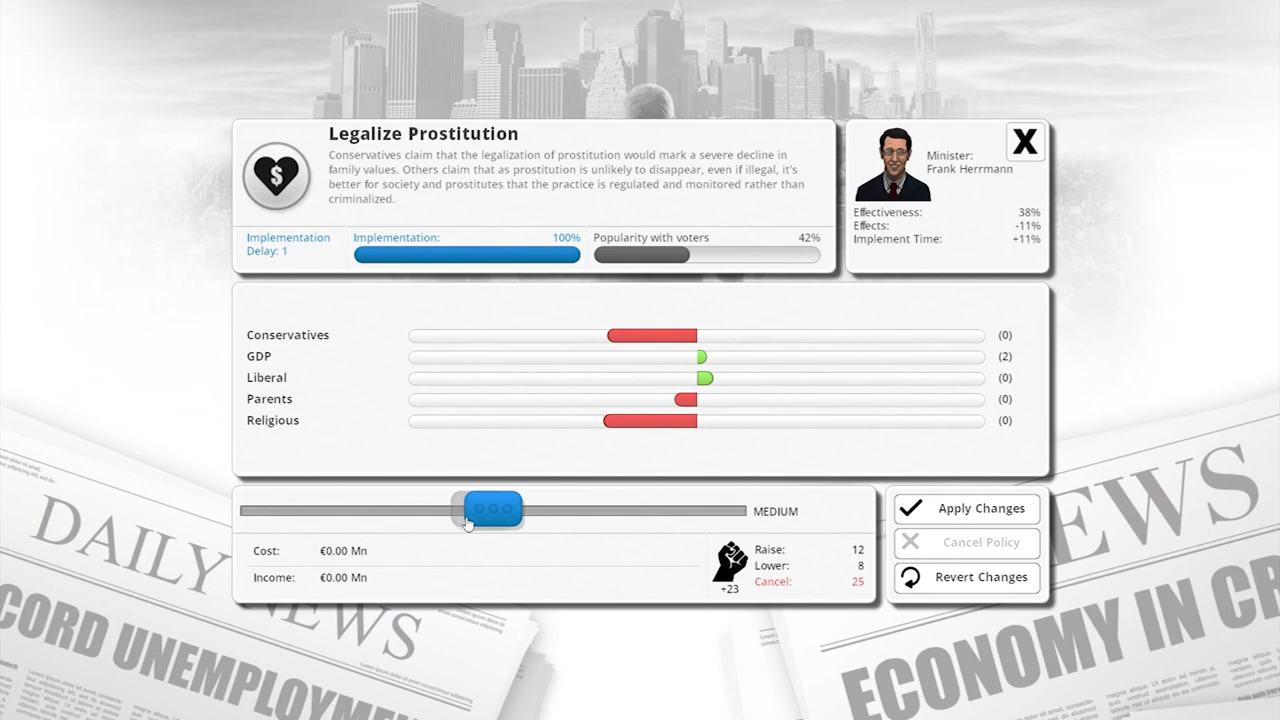 Legalize Prostitution
Conservatives claim that the legalization of prostitution would mark a severe decline in
family values. Others claim that as prostitution is unlikely to disappear, even if illegal, it's
better for society and prostitutes that the practice is regulated and monitored rather than
criminalized.
Implementation
Delay: 1
Implementation: 100%
Popularity with voters 42%
X
Minister:
Frank Herrmann
Effectiveness: 38%
Effects: -11%
Implement Time: +11%
Conservatives (0)
GDP (2)
Liberal (0)
Parents (0)
Religious (0)
MEDIUM
Cost: €0.00 Mn
Income: €0.00 Mn
+23
Raise: 12
Lower: 8
Cancel: 25
Apply Changes
Cancel Policy
Revert Changes
DAILY NEWS
CORD UNEMPLOYME
NEWS
ECONOMY IN CR